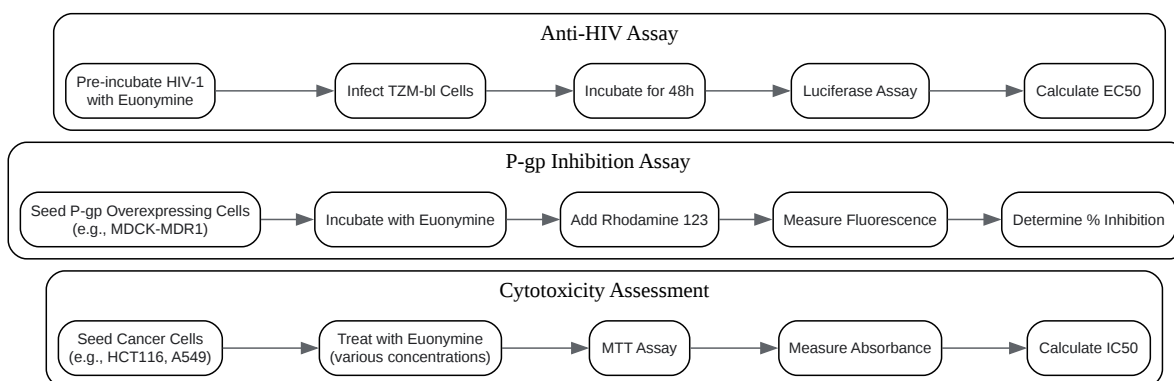 Anti-HIV Assay
Pre-incubate HIV-1
with Euonymine
Infect TZM-bl Cells
Incubate for 48h
Luciferase Assay
Calculate EC50
P-gp Inhibition Assay
Seed P-gp Overexpressing Cells
(e.g., MDCK-MDR1)
Incubate with Euonymine
Add Rhodamine 123
Measure Fluorescence
Determine % Inhibition
Cytotoxicity Assessment
Seed Cancer Cells
(e.g., HCT116, A549)
Treat with Euonymine
(various concentrations)
MTT Assay
Measure Absorbance
Calculate IC50